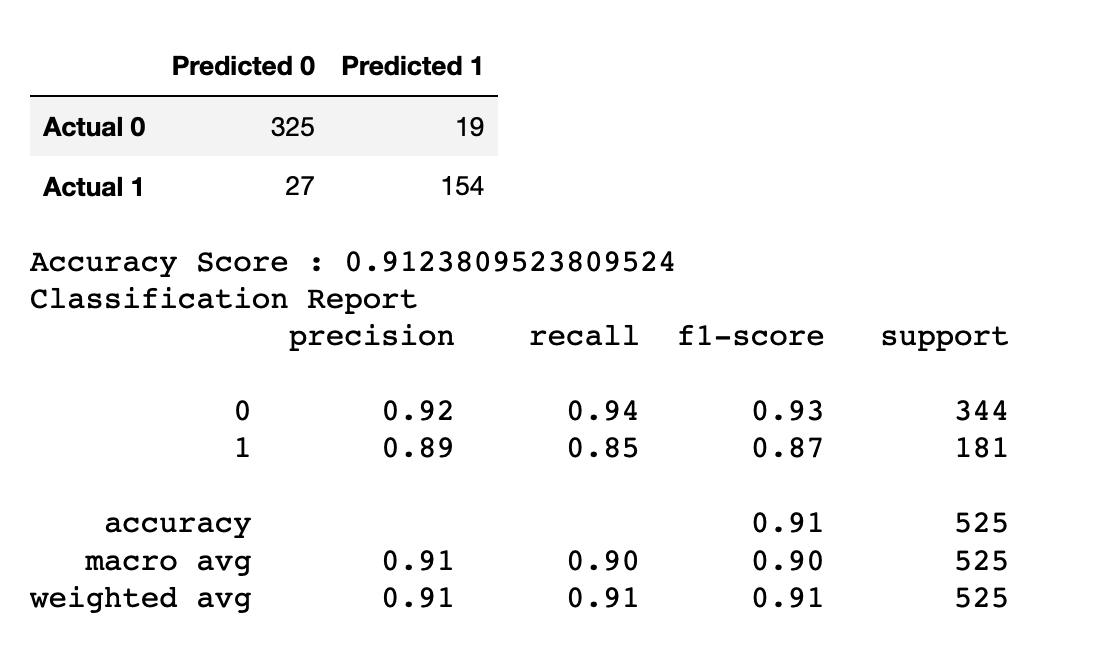 Predicted 0 Predicted 1
Actual 0 325 19
Actual 1 27 154
Accuracy Score : 0.9123809523809524
Classification Report
precision recall f1-score support
0 0.92 0.94 0.93 344
1 0.89 0.85 0.87 181
accuracy 0.91 525
macro avg 0.91 0.90 0.90 525
weighted avg 0.91 0.91 0.91 525